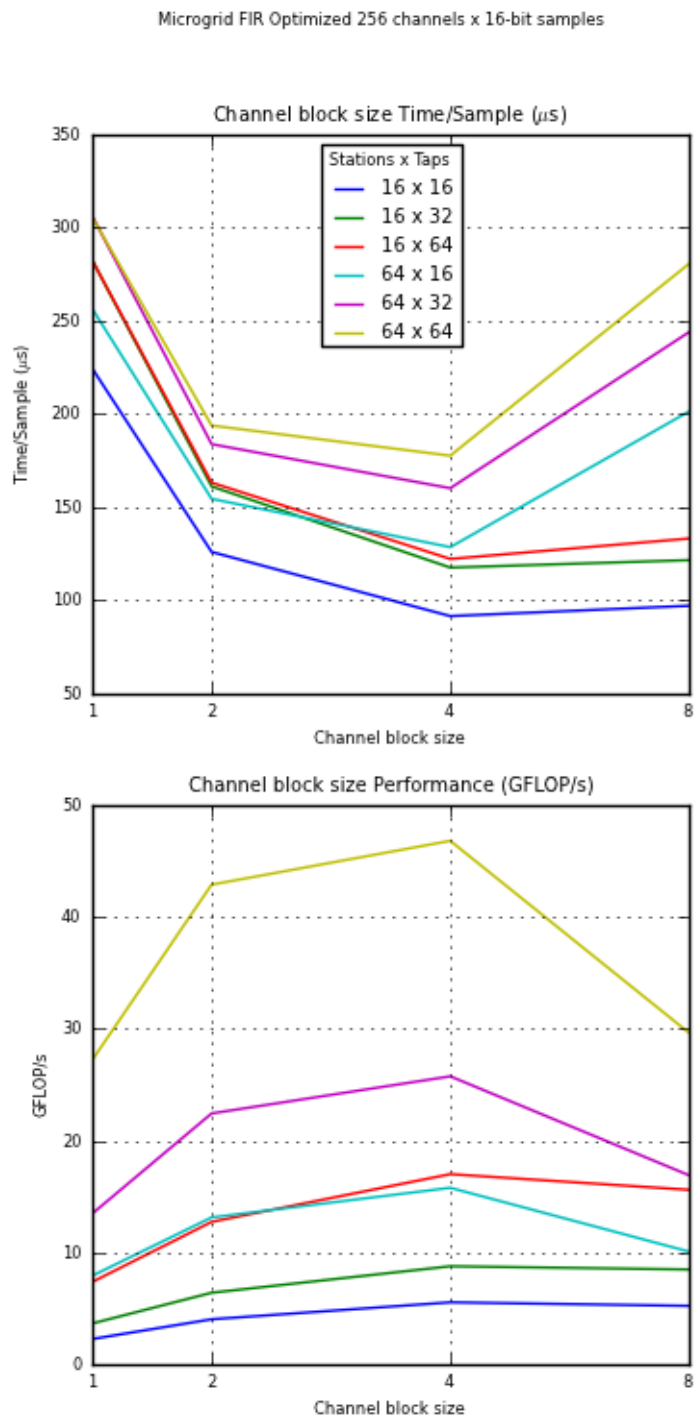 Microgrid FIR Optimized 256 channels x 16-bit samples
Channel block size Time/Sample (μs)
350
300
250
200
150
100
50
Time/Sample (μs)
Stations x Taps
16 x 16
16 x 32
16 x 64
64 x 16
64 x 32
64 x 64
1 2 4 8
Channel block size
Channel block size Performance (GFLOP/s)
50
40
30
20
10
0
GFLOP/s
1 2 4 8
Channel block size